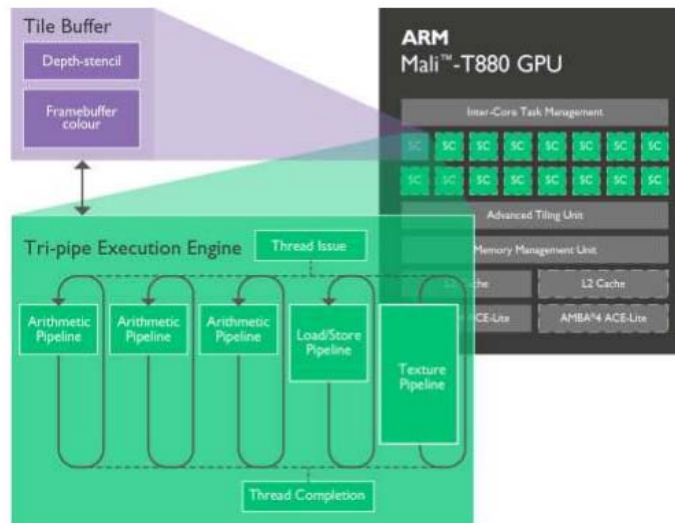 Tile Buffer
Depth-stencil
Framebuffer
colour
ARM
Mali™-T880 GPU
Inter-Core Task Management
SC SC SC SC SC SC SC SC
SC SC SC SC SC SC SC SC
Advanced Tiling Unit
Memory Management Unit
L2 Cache
L2 Cache
ACE-Lite
AMBA®4 ACE-Lite
Tri-pipe Execution Engine
Thread Issue
Arithmetic
Pipeline
Arithmetic
Pipeline
Arithmetic
Pipeline
Load/Store
Pipeline
Texture
Pipeline
Thread Completion